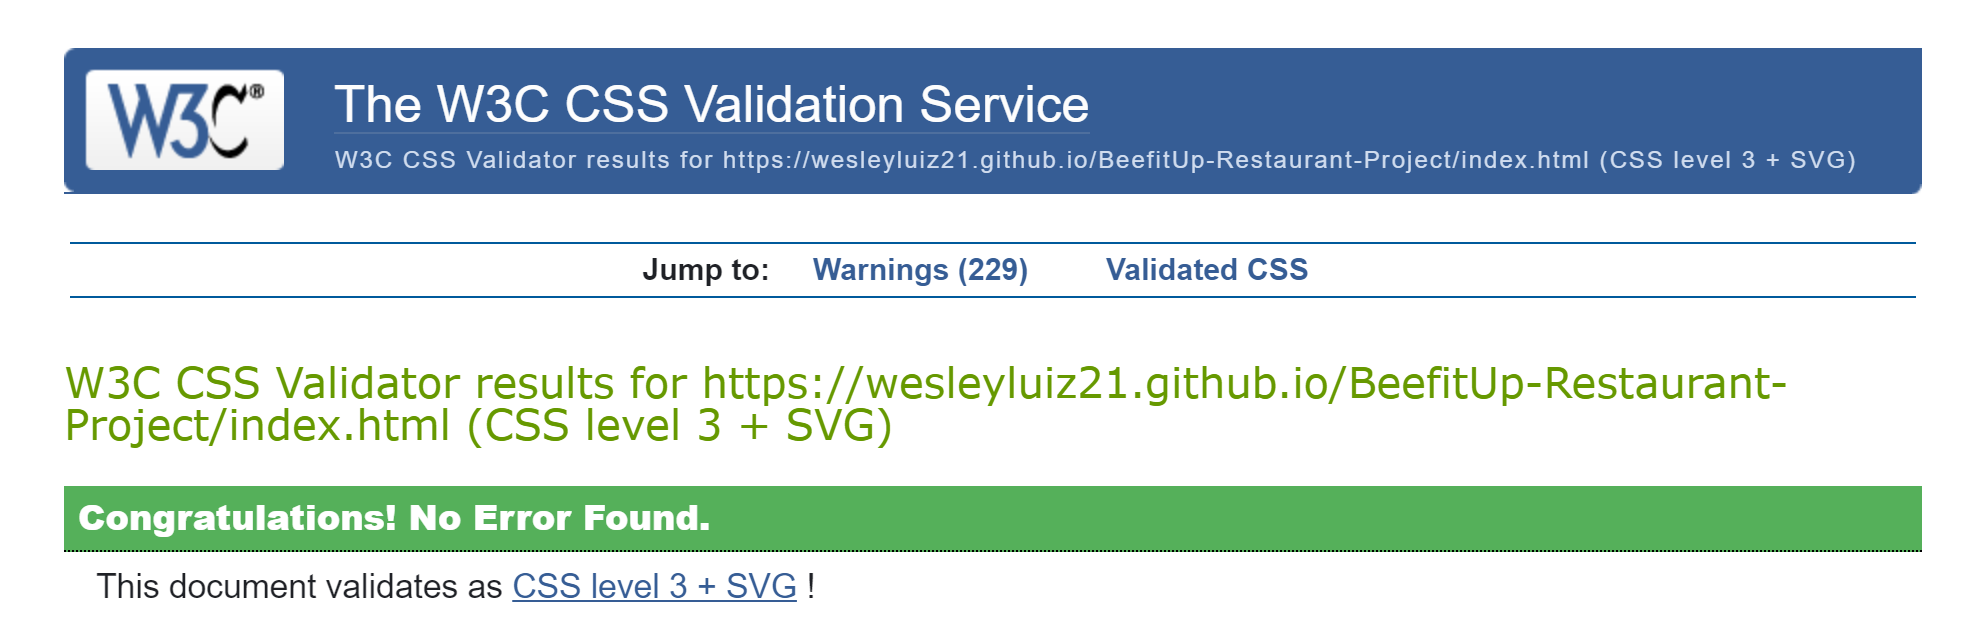 W3C®
The W3C CSS Validation Service
W3C CSS Validator results for https://wesleyluiz21.github.io/BeefitUp-Restaurant-Project/index.html (CSS level 3 + SVG)
Jump to: Warnings (229) Validated CSS
W3C CSS Validator results for https://wesleyluiz21.github.io/BeefitUp-Restaurant-
Project/index.html (CSS level 3 + SVG)
Congratulations! No Error Found.
This document validates as CSS level 3 + SVG !